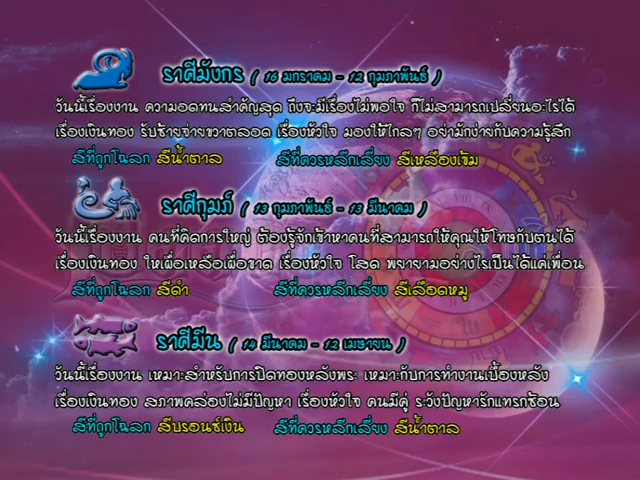 ราศีมังกร ( 16 มกราคม - 12 กุมภาพันธ์ )
วันนี้เรื่องงาน ความอดทนสำคัญสุด ถึงจะมีเรื่องไม่พอใจ ก็ไม่สามารถเปลี่ยนอะไรได้
เรื่องเงินทอง รับซ้ายจ่ายขวาตลอด เรื่องหัวใจ มองให้ไกลๆ อย่ามักง่ายกับความรู้สึก
สีที่ถูกโฉลก สีน้ำตาล สีที่ควรหลีกเลี่ยง สีเหลืองเข้ม
ราศีกุมภ์ ( 13 กุมภาพันธ์ - 13 มีนาคม )
วันนี้เรื่องงาน คนที่คิดการใหญ่ ต้องรู้จักเข้าหาคนที่สามารถให้คุณให้โทษกับตนได้
เรื่องเงินทอง ให้เผื่อเหลือเผื่อขาด เรื่องหัวใจ โสด พยายามอย่างไรเป็นได้แค่เพื่อน
สีที่ถูกโฉลก สีดำ สีที่ควรหลีกเลี่ยง สีเลือดหมู
ราศีมีน ( 14 มีนาคม - 12 เมษายน )
วันนี้เรื่องงาน เหมาะสำหรับการปิดทองหลังพระ เหมาะกับการทำงานเบื้องหลัง
เรื่องเงินทอง สภาพคล่องไม่มีปัญหา เรื่องหัวใจ คนมีคู่ ระวังปัญหารักแทรกซ้อน
สีที่ถูกโฉลก สีบรอนซ์เงิน สีที่ควรหลีกเลี่ยง สีน้ำตาล